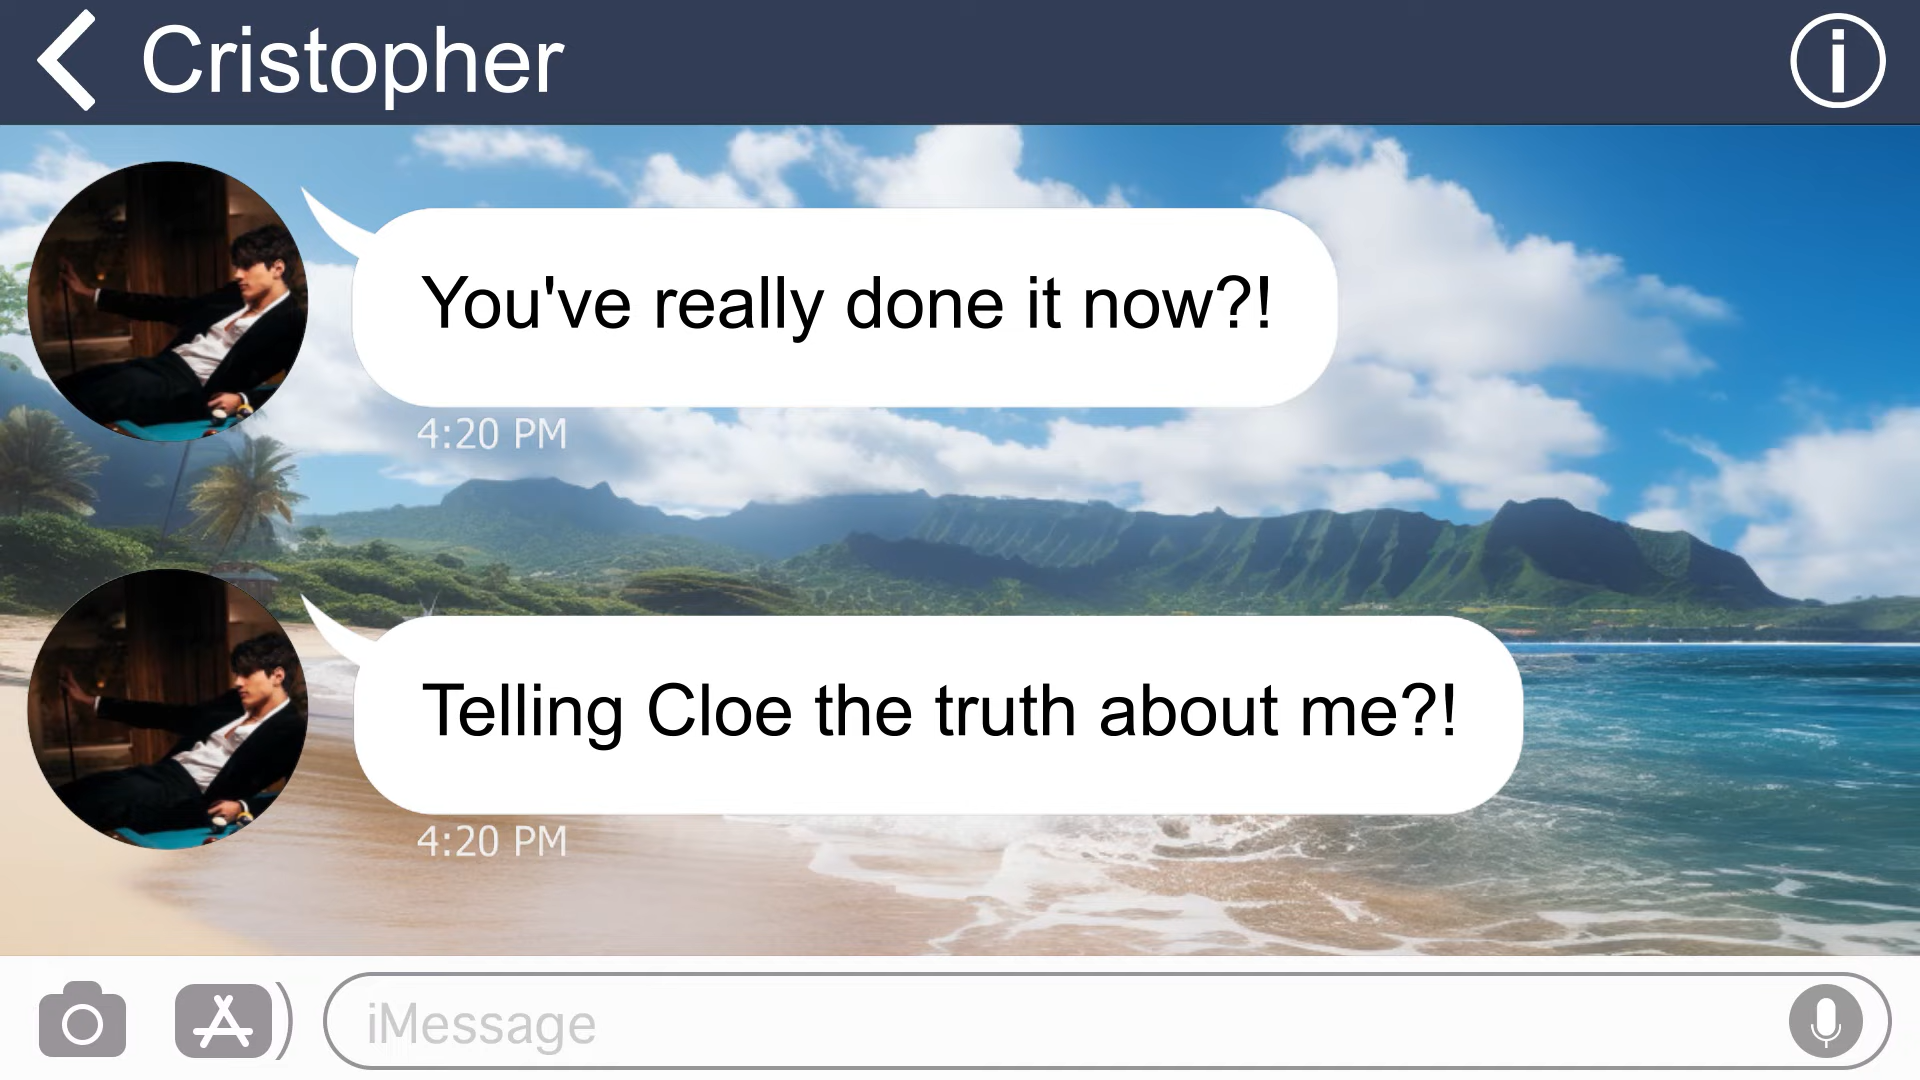 Cristopher
You've really done it now?!
4:20 PM
Telling Cloe the truth about me?!
4:20 PM
iMessage